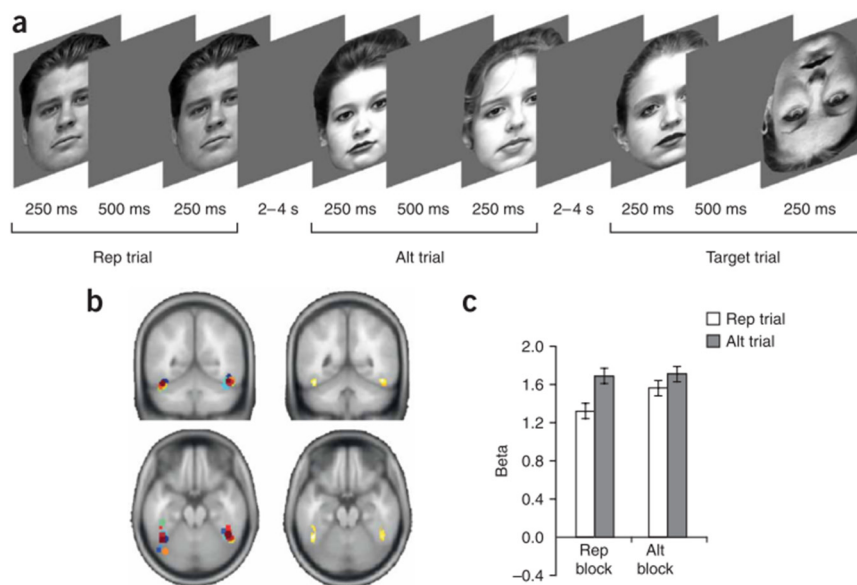 a
250 ms 500 ms 250 ms 2–4 s 250 ms 500 ms 250 ms 2–4 s 250 ms 500 ms 250 ms
Rep trial Alt trial Target trial
b
c
Rep trial
Alt trial
2.0
1.6
1.2
0.8
0.4
0.0
–0.4
Beta
Rep block
Alt block